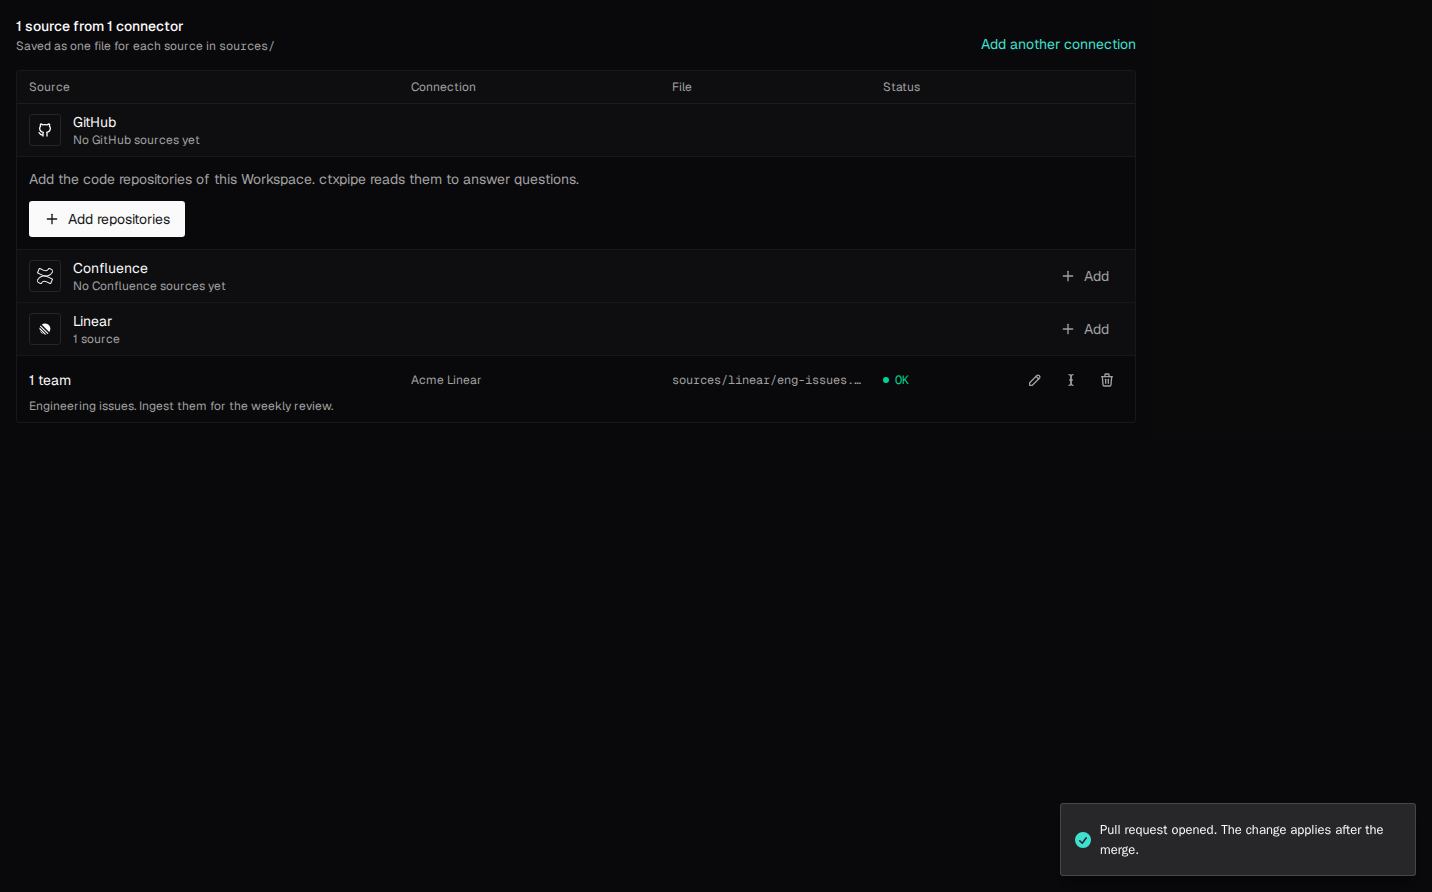 1 source from 1 connector
Saved as one file for each source in sources/
Add another connection
Source Connection File Status
GitHub
No GitHub sources yet
Add the code repositories of this Workspace. ctxpipe reads them to answer questions.
Add repositories
Confluence
No Confluence sources yet
Add
Linear
1 source
Add
1 team Acme Linear sources/linear/eng-issues.… OK
Engineering issues. Ingest them for the weekly review.
Pull request opened. The change applies after the
merge.